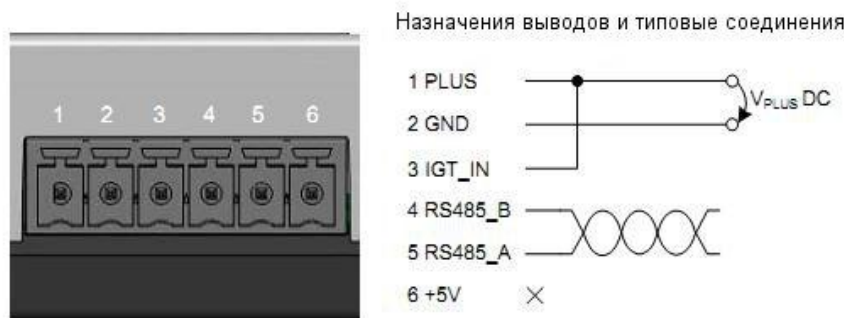 Назначения выводов и типовые соединения
1 2 3 4 5 6
1 PLUS
2 GND
3 IGT_IN
4 RS485_B
5 RS485_A
6 +5V
VPLUS DC